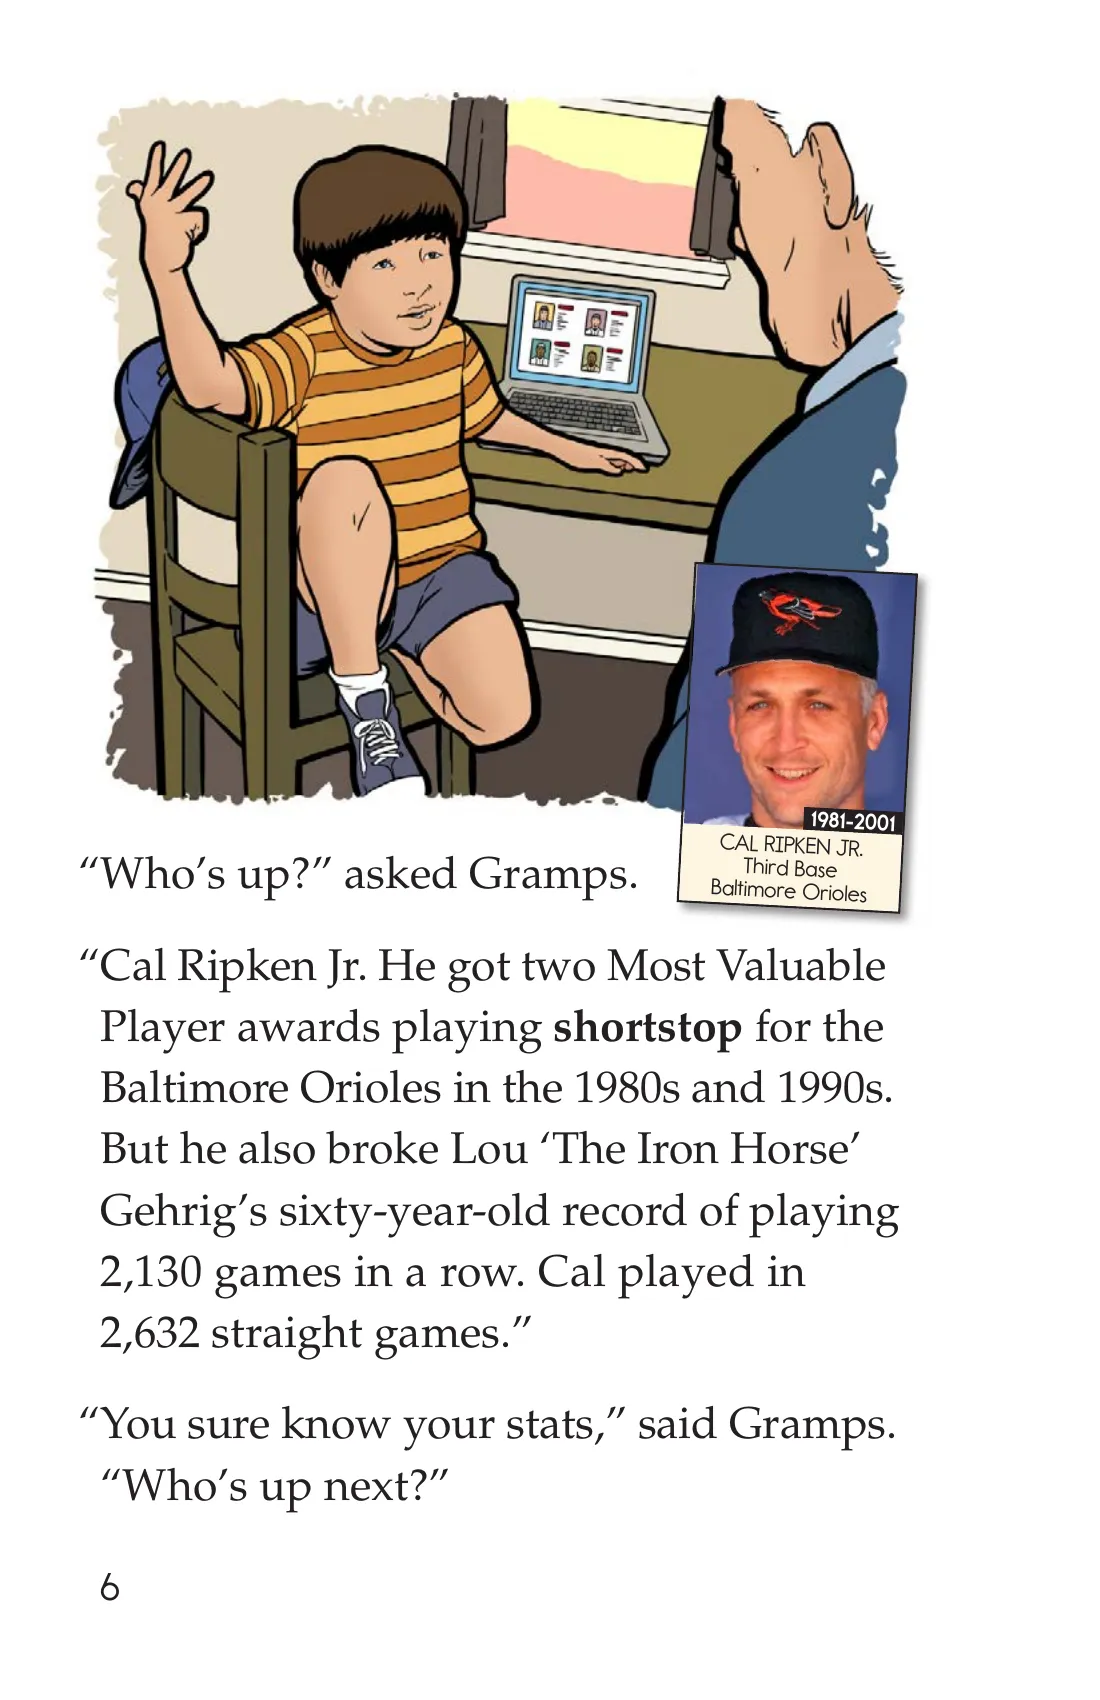 1981-2001
CAL RIPKEN JR.
Third Base
Baltimore Orioles
“Who’s up?” asked Gramps.
“Cal Ripken Jr. He got two Most Valuable
Player awards playing shortstop for the
Baltimore Orioles in the 1980s and 1990s.
But he also broke Lou ‘The Iron Horse’
Gehrig’s sixty-year-old record of playing
2,130 games in a row. Cal played in
2,632 straight games.”
“You sure know your stats,” said Gramps.
“Who’s up next?”
6